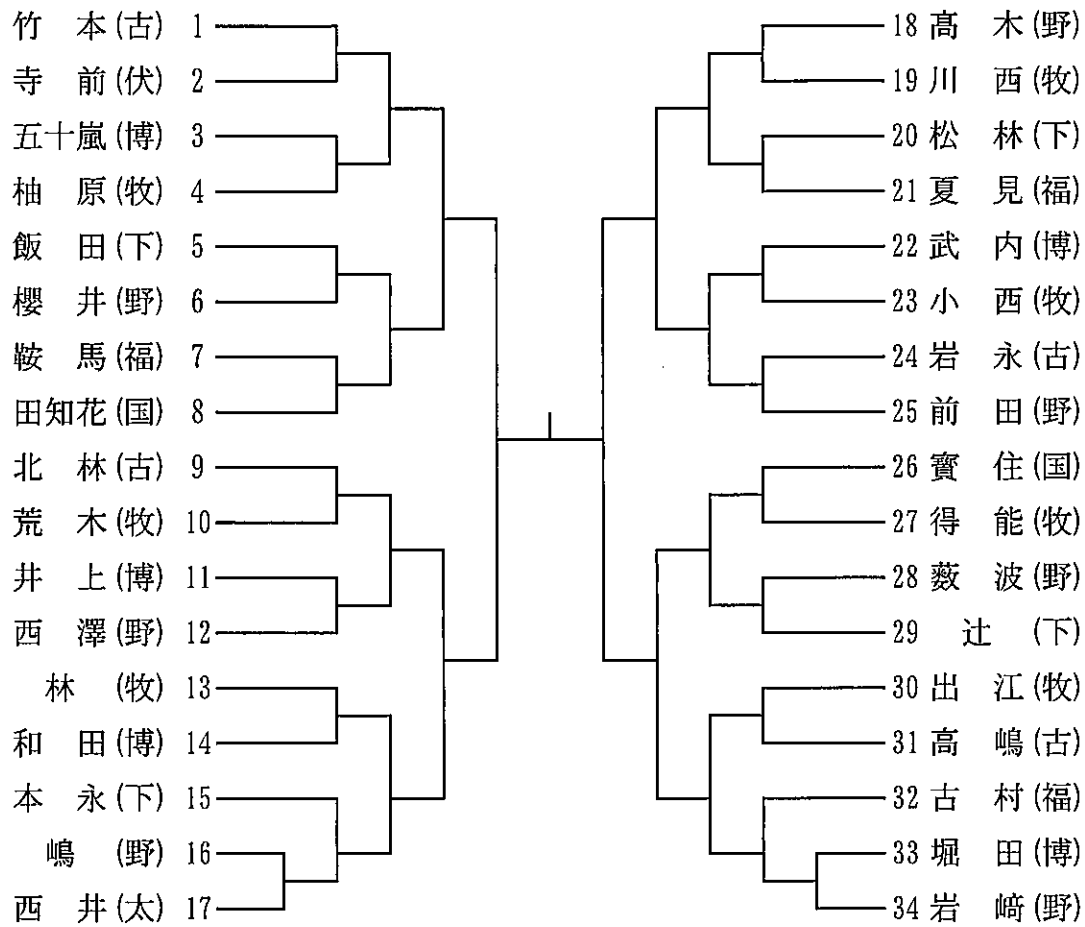 竹 本(古) 1
寺 前(伏) 2
五十嵐(博) 3
柚 原(牧) 4
飯 田(下) 5
櫻 井(野) 6
鞍 馬(福) 7
田知花(国) 8
北 林(古) 9
荒 木(牧) 10
井 上(博) 11
西 澤(野) 12
林 (牧) 13
和 田(博) 14
本 永(下) 15
嶋 (野) 16
西 井(太) 17
18 髙 木(野)
19 川 西(牧)
20 松 林(下)
21 夏 見(福)
22 武 内(博)
23 小 西(牧)
24 岩 永(古)
25 前 田(野)
26 寳 住(国)
27 得 能(牧)
28 薮 波(野)
29 辻 (下)
30 出 江(牧)
31 高 嶋(古)
32 古 村(福)
33 堀 田(博)
34 岩 﨑(野)